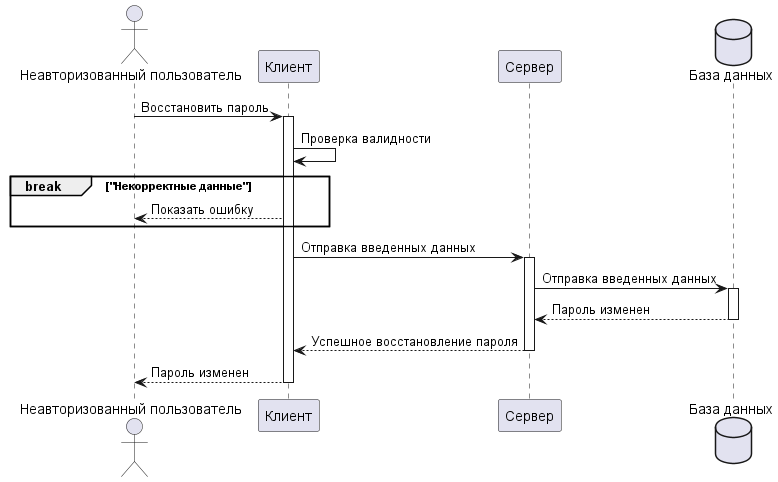 Неавторизованный пользователь
Клиент
Сервер
База данных
Восстановить пароль
Проверка валидности
break
["Некорректные данные"]
Показать ошибку
Отправка введенных данных
Отправка введенных данных
Пароль изменен
Успешное восстановление пароля
Пароль изменен
Неавторизованный пользователь
Клиент
Сервер
База данных